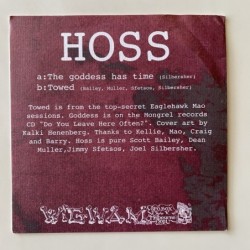 HOSS
a:The goddess has time (Silbersher)
b:Towed (Bailey, Muller, Sfetsos, Silbersher)
Towed is from the top-secret Eaglehawk Mao
sessions. Goddess is on the Mongrel records
CD "Do You Leave Here Often?". Cover art by
Kalki Henenberg. Thanks to Kellie, Mao, Craig
and Barry. Hoss is pure Scott Bailey, Dean
Muller, Jimmy Sfetsos, Joel Silbersher.